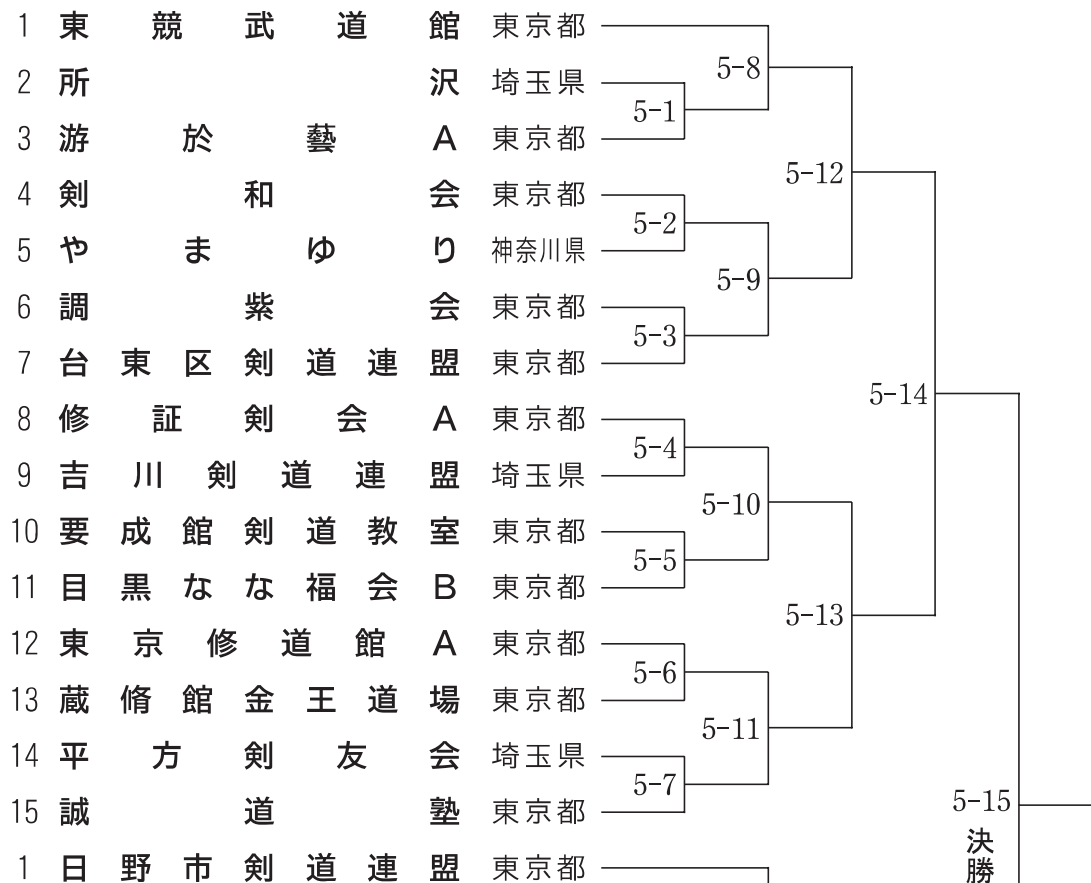 1 東競武道館 東京都
5-8
2 所沢 埼玉県
5-1
3 游於藝A 東京都
5-12
4 剣和会 東京都
5-2
5 やまゆり 神奈川県
5-9
6 調紫会 東京都
5-3
7 台東区剣道連盟 東京都
5-14
8 修証剣会A 東京都
5-4
9 吉川剣道連盟 埼玉県
5-10
10 要成館剣道教室 東京都
5-5
11 目黒なな福会B 東京都
5-13
12 東京修道館A 東京都
5-6
13 蔵脩館金王道場 東京都
5-11
14 平方剣友会 埼玉県
5-7
15 誠道塾 東京都
5-15
決勝
1 日野市剣道連盟 東京都